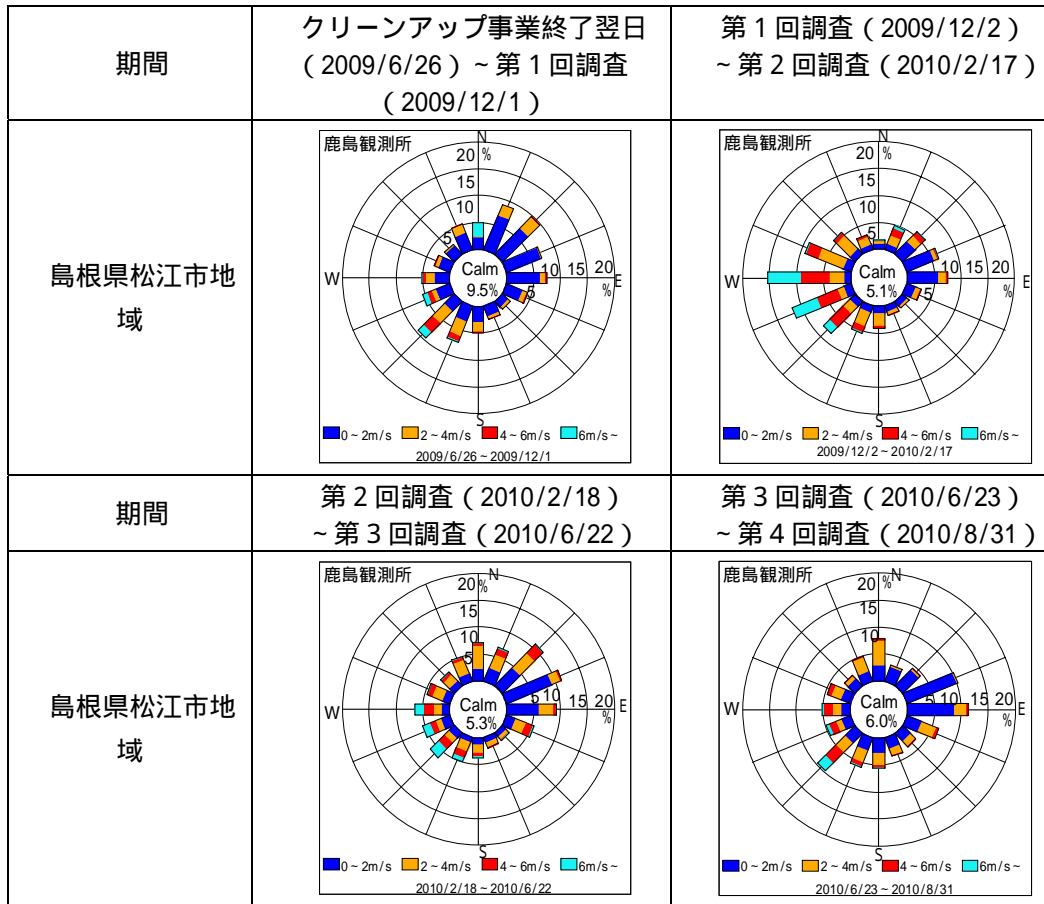 期間
クリーンアップ事業終了翌日
（2009/6/26）~第１回調査
（2009/12/1）
第１回調査（2009/12/2）
~第２回調査（2010/2/17）
島根県松江市地
域
鹿島観測所
N
20 %
15
10
5
W
Calm
9.5%
5 10 15 20
%
E
S
0~2m/s 2~4m/s 4~6m/s 6m/s~
2009/6/26~2009/12/1
鹿島観測所
N
20 %
15
10
5
W
Calm
5.1%
5 10 15 20
%
E
S
0~2m/s 2~4m/s 4~6m/s 6m/s~
2009/12/2~2010/2/17
期間
第２回調査（2010/2/18）
~第３回調査（2010/6/22）
第３回調査（2010/6/23）
~第４回調査（2010/8/31）
島根県松江市地
域
鹿島観測所
N
20 %
15
10
5
W
Calm
5.3%
5 10 15 20
%
E
S
0~2m/s 2~4m/s 4~6m/s 6m/s~
2010/2/18~2010/6/22
鹿島観測所
N
20 %
15
10
5
W
Calm
6.0%
5 10 15 20
%
E
S
0~2m/s 2~4m/s 4~6m/s 6m/s~
2010/6/23~2010/8/31